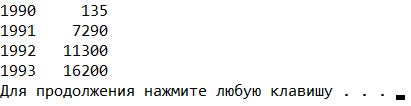 1990     135
1991    7290
1992   11300
1993   16200
Для продолжения нажмите любую клавишу . . .